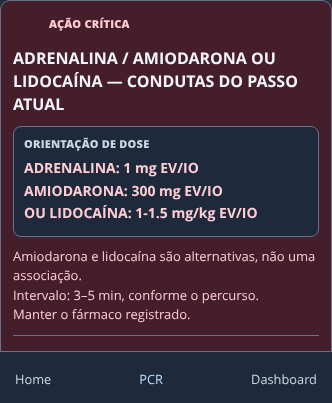 AÇÃO CRÍTICA
ADRENALINA / AMIODARONA OU
LIDOCAÍNA — CONDUTAS DO PASSO
ATUAL
ORIENTAÇÃO DE DOSE
ADRENALINA: 1 mg EV/IO
AMIODARONA: 300 mg EV/IO
OU LIDOCAÍNA: 1-1.5 mg/kg EV/IO
Amiodarona e lidocaína são alternativas, não uma
associação.
Intervalo: 3–5 min, conforme o percurso.
Manter o fármaco registrado.
Home PCR Dashboard